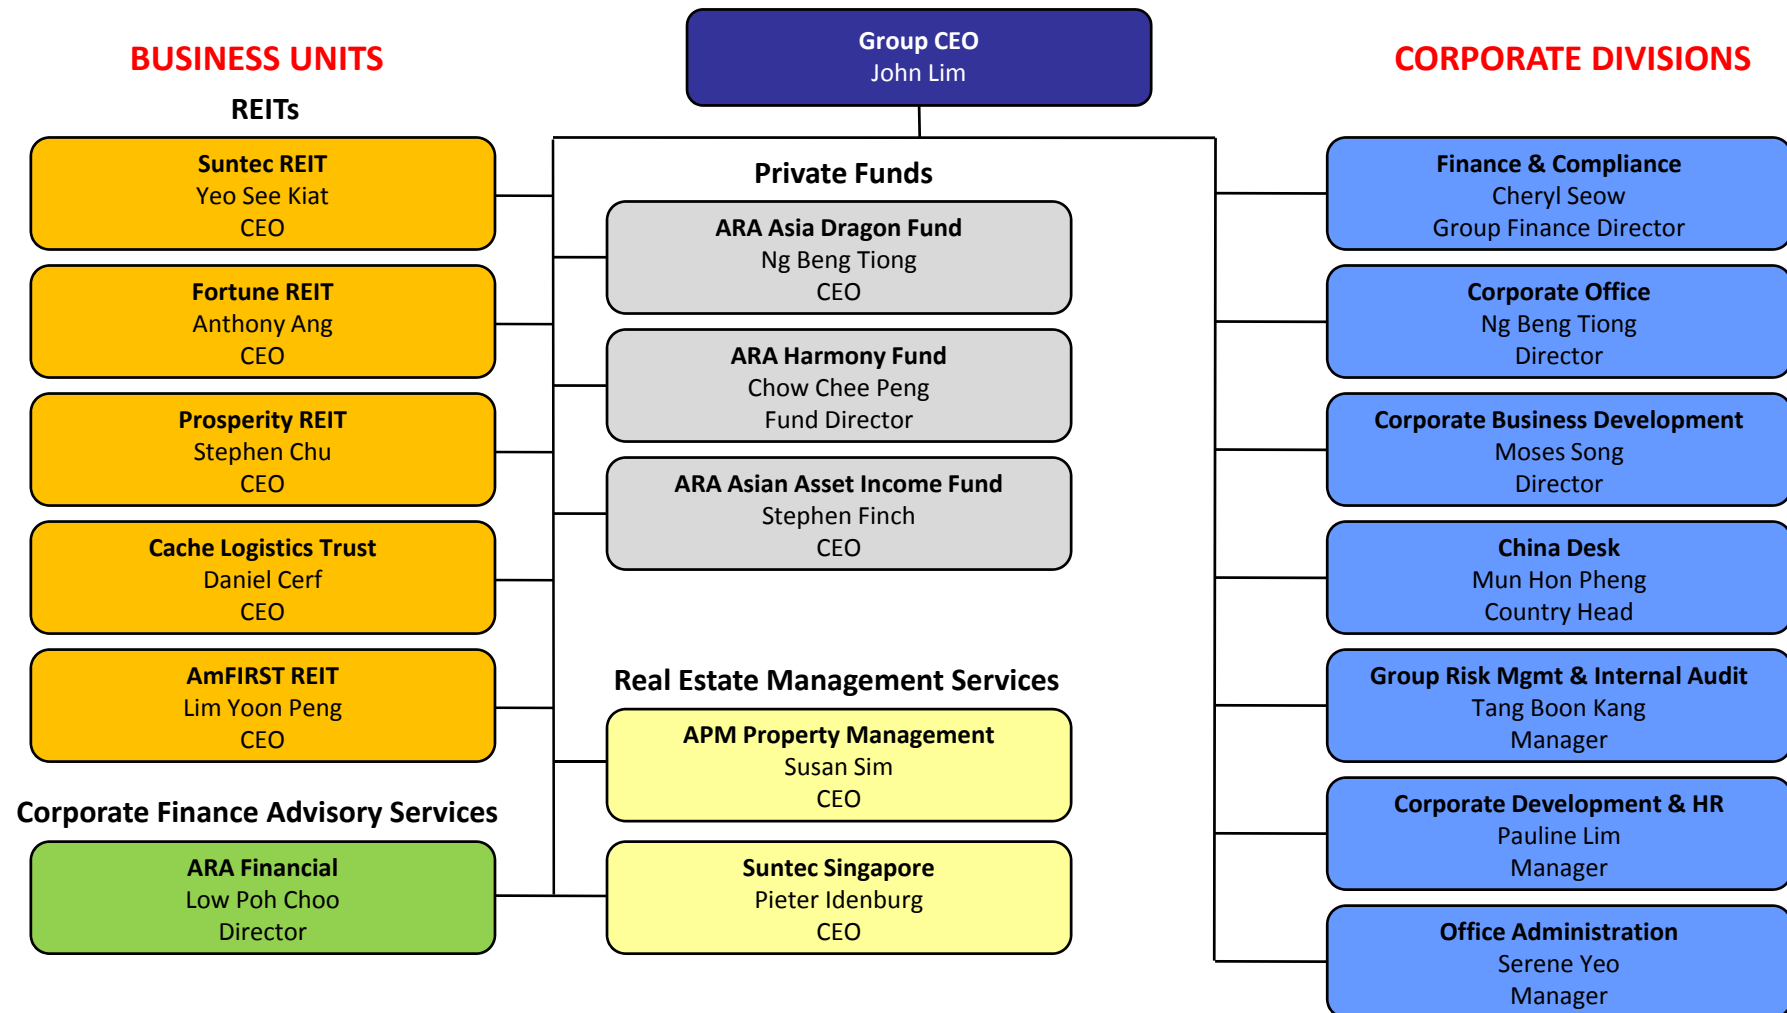 Group CEO
John Lim
BUSINESS UNITS
REITs
Suntec REIT
Yeo See Kiat
CEO
Fortune REIT
Anthony Ang
CEO
Prosperity REIT
Stephen Chu
CEO
Cache Logistics Trust
Daniel Cerf
CEO
AmFIRST REIT
Lim Yoon Peng
CEO
Corporate Finance Advisory Services
ARA Financial
Low Poh Choo
Director
Private Funds
ARA Asia Dragon Fund
Ng Beng Tiong
CEO
ARA Harmony Fund
Chow Chee Peng
Fund Director
ARA Asian Asset Income Fund
Stephen Finch
CEO
Real Estate Management Services
APM Property Management
Susan Sim
CEO
Suntec Singapore
Pieter Idenburg
CEO
CORPORATE DIVISIONS
Finance & Compliance
Cheryl Seow
Group Finance Director
Corporate Office
Ng Beng Tiong
Director
Corporate Business Development
Moses Song
Director
China Desk
Mun Hon Pheng
Country Head
Group Risk Mgmt & Internal Audit
Tang Boon Kang
Manager
Corporate Development & HR
Pauline Lim
Manager
Office Administration
Serene Yeo
Manager